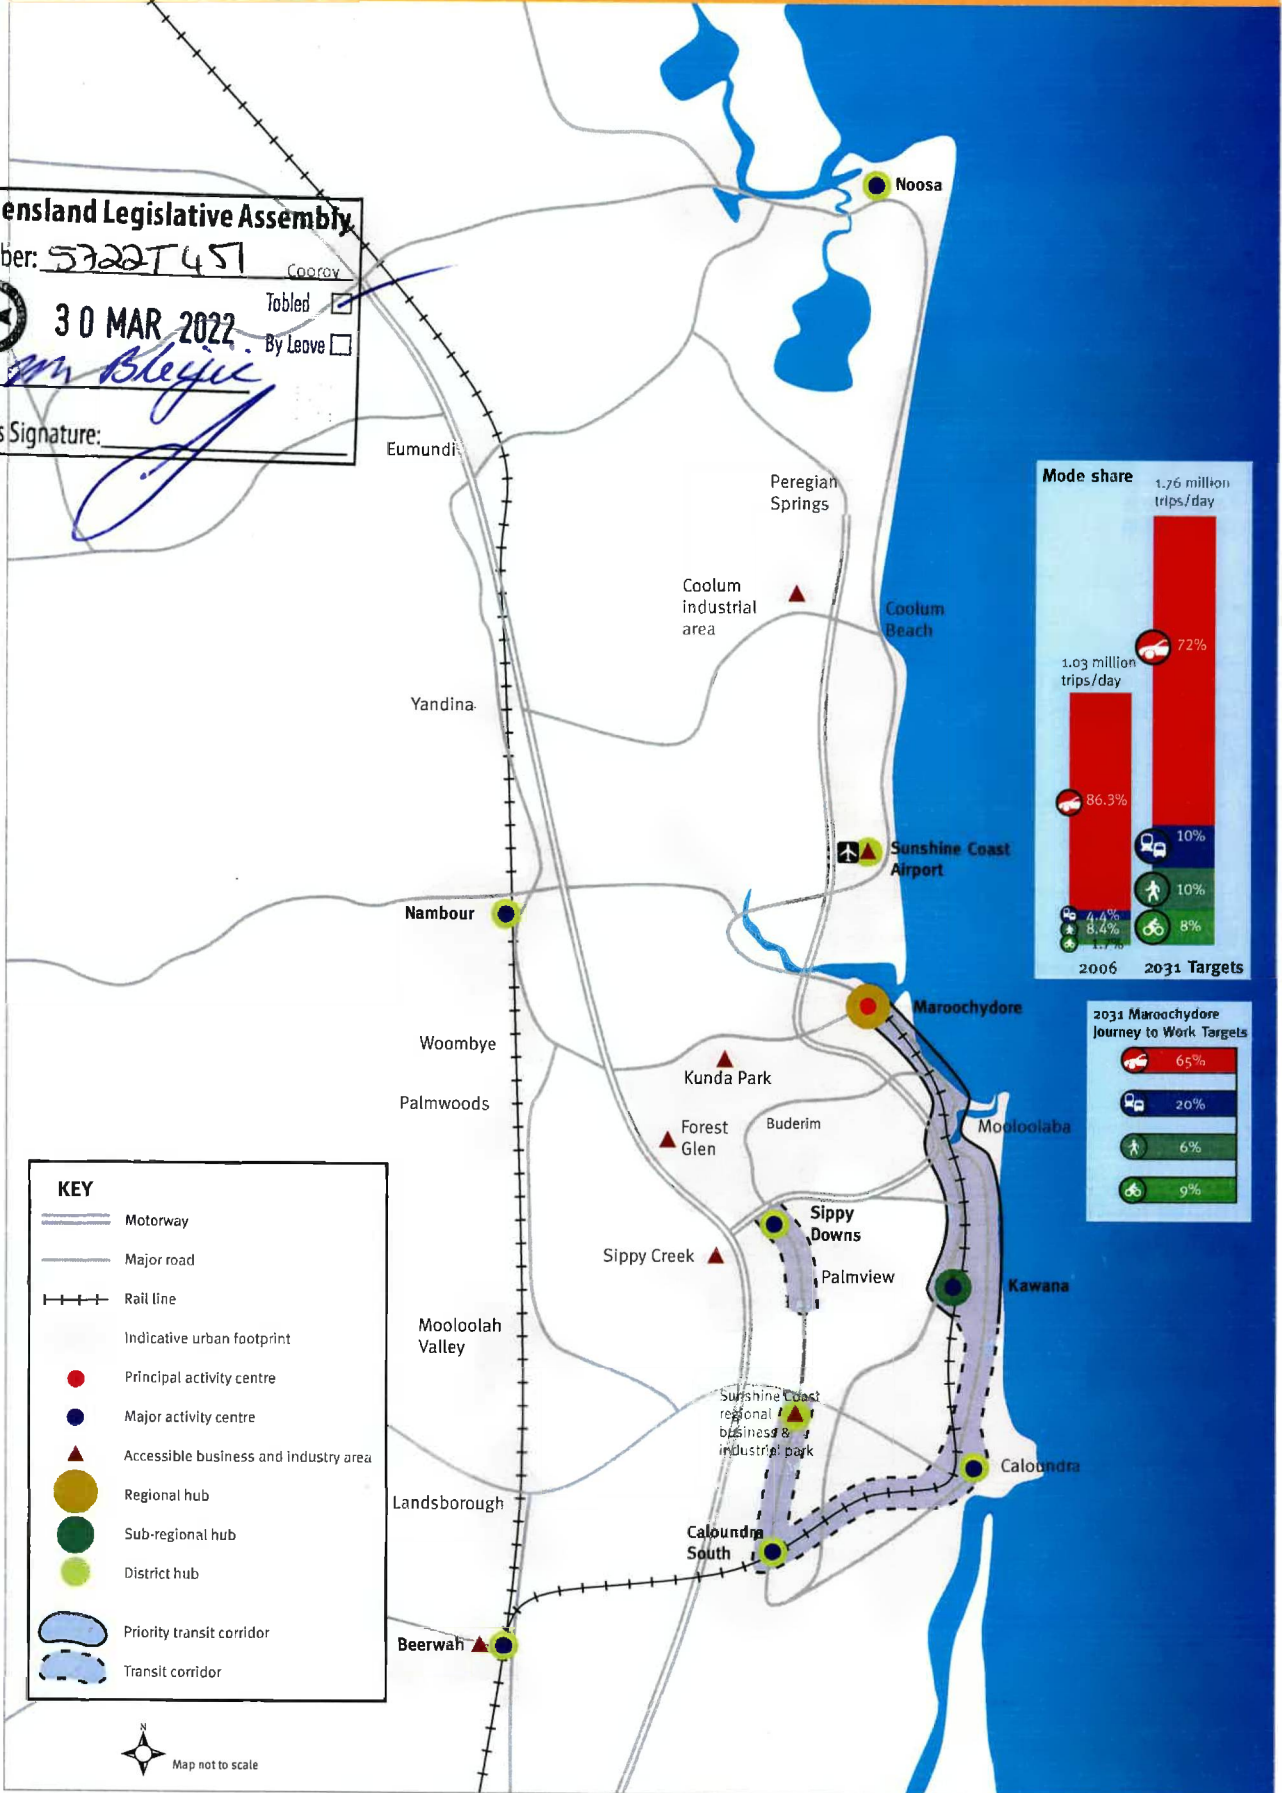 ensland Legislative Assembly
ber: 5722T451
Cooroy
Tabled
30 MAR 2022
By Leave
Bleijie
s Signature:
Noosa
Eumundi
Peregian
Springs
Coolum
industrial
area
Coolum
Beach
Yandina
Sunshine Coast
Airport
Nambour
Maroochydore
Woombye
Kunda Park
Palmwoods
Forest
Glen
Buderim
Mooloolaba
Sippy
Downs
Sippy Creek
Palmview
Kawana
Mooloolah
Valley
Sunshine Coast
regional
business &
industrial park
Caloundra
Landsborough
Caloundra
South
Beerwah
Mode share
1.76 million
trips/day
72%
1.03 million
trips/day
86.3%
10%
10%
8%
4.4%
8.4%
1.7%
2006
2031 Targets
2031 Maroochydore
Journey to Work Targets
65%
20%
6%
9%
KEY
Motorway
Major road
Rail line
Indicative urban footprint
Principal activity centre
Major activity centre
Accessible business and industry area
Regional hub
Sub-regional hub
District hub
Priority transit corridor
Transit corridor
N
Map not to scale